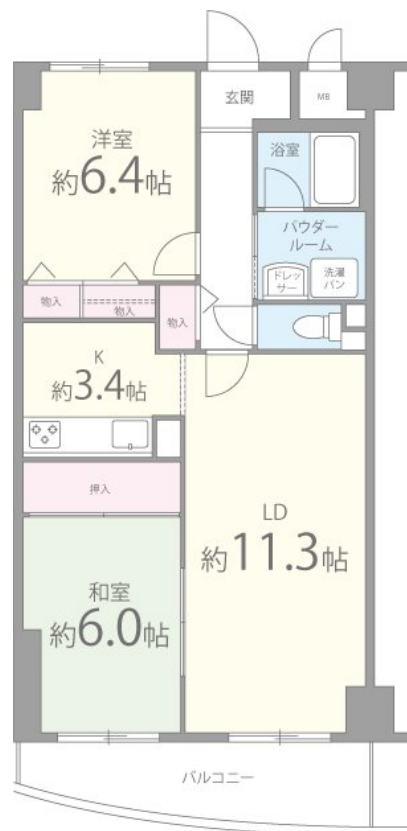 玄関
MB
洋室
約6.4帖
浴室
パウダー
ルーム
ドレッ
サー
洗濯
パン
物入
物入
物入
K
約3.4帖
押入
LD
約11.3帖
和室
約6.0帖
バルコニー